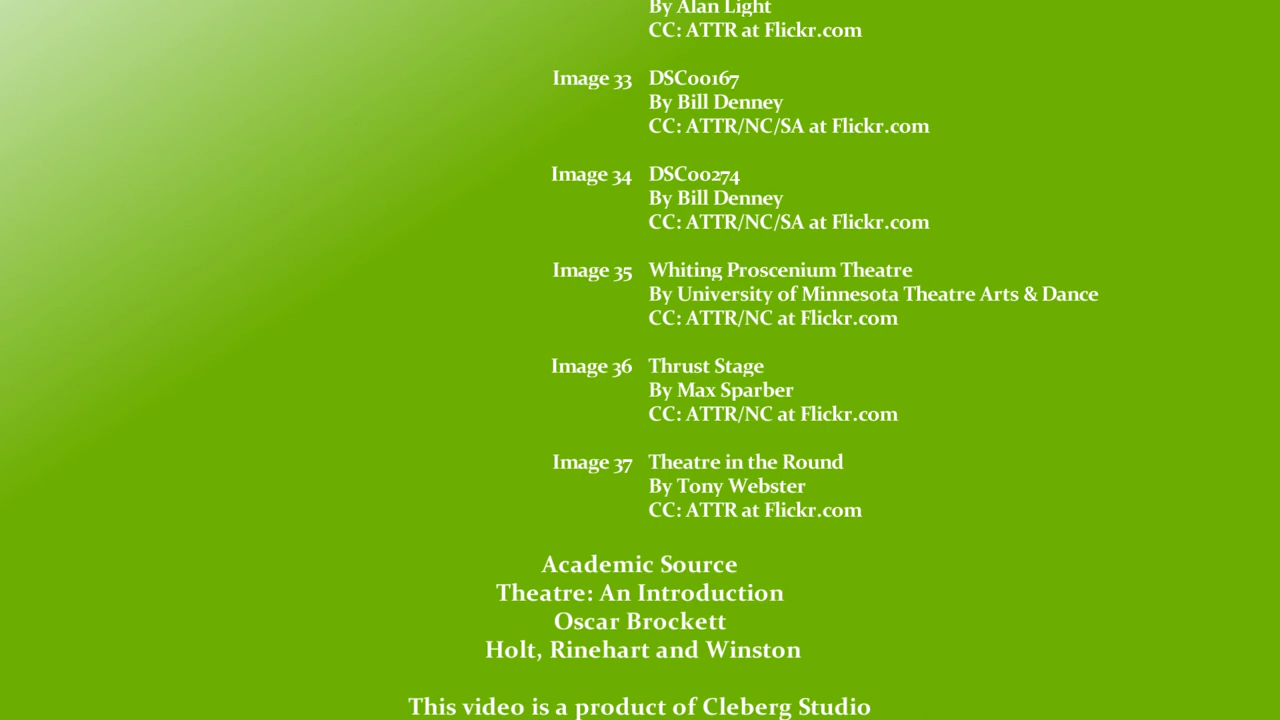 By Alan Light
CC: ATTR at Flickr.com
Image 33 DSC00167
By Bill Denney
CC: ATTR/NC/SA at Flickr.com
Image 34 DSC00274
By Bill Denney
CC: ATTR/NC/SA at Flickr.com
Image 35 Whiting Proscenium Theatre
By University of Minnesota Theatre Arts & Dance
CC: ATTR/NC at Flickr.com
Image 36 Thrust Stage
By Max Sparber
CC: ATTR/NC at Flickr.com
Image 37 Theatre in the Round
By Tony Webster
CC: ATTR at Flickr.com
Academic Source
Theatre: An Introduction
Oscar Brockett
Holt, Rinehart and Winston
This video is a product of Cleberg Studio